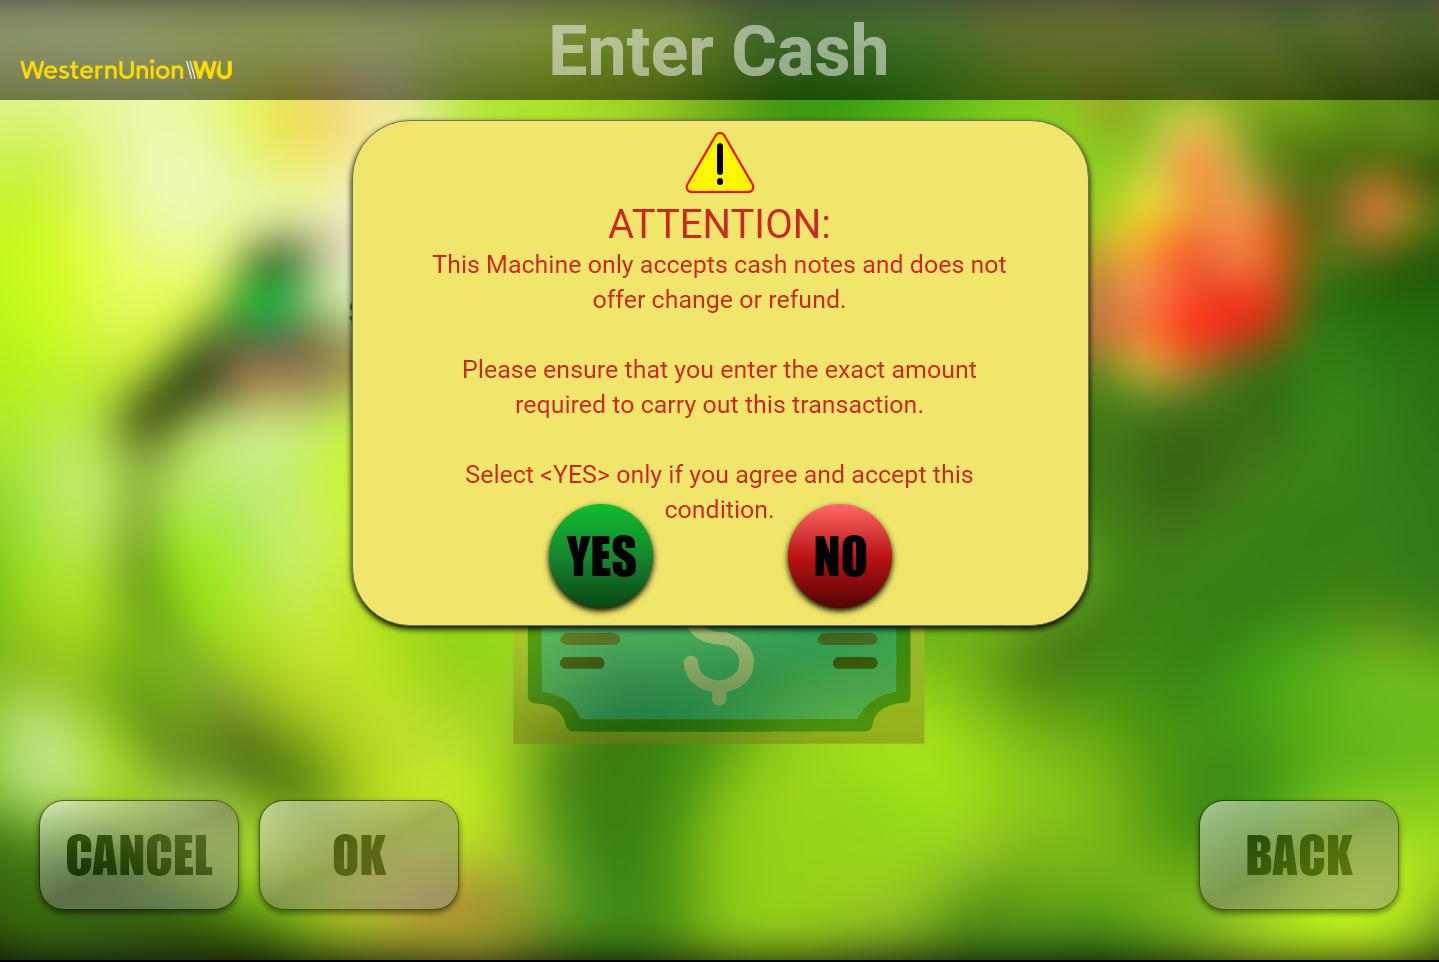 Enter Cash
WesternUnion\\WU
ATTENTION:
This Machine only accepts cash notes and does not
offer change or refund.
Please ensure that you enter the exact amount
required to carry out this transaction.
Select <YES> only if you agree and accept this
condition.
YES
NO
$
CANCEL
OK
BACK